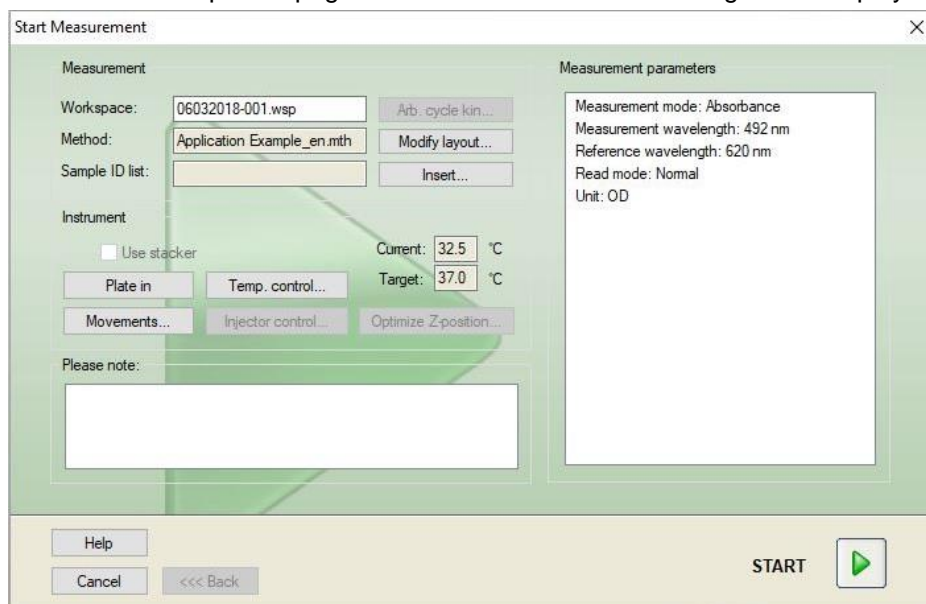 Start Measurement
Measurement
Workspace: 06032018-001.wsp Arb. cycle kin...
Method: Application Example_en.mth Modify layout...
Sample ID list: Insert...
Instrument
Use stacker
Current: 32.5 °C
Plate in Temp. control... Target: 37.0 °C
Movements... Injector control... Optimize Z-position...
Please note:
Measurement parameters
Measurement mode: Absorbance
Measurement wavelength: 492 nm
Reference wavelength: 620 nm
Read mode: Normal
Unit: OD
Help
Cancel <<< Back
START